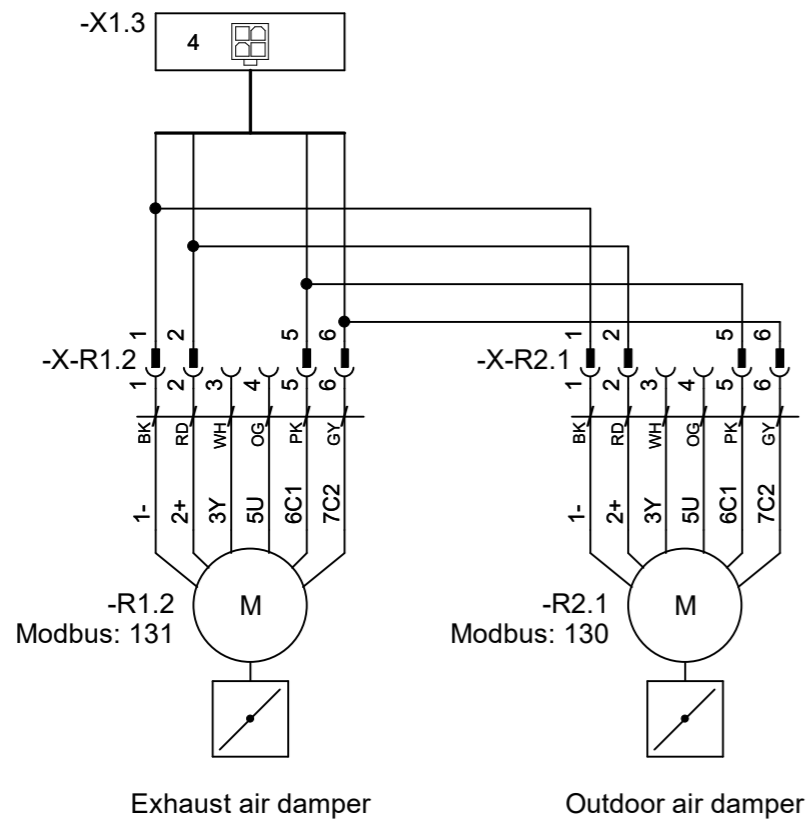 -X1.3
4
1 2 5 6
1 2 5 6
-X-R1.2
-X-R2.1
1 2 3 4 5 6
1 2 3 4 5 6
BK RD WH OG PK GY
BK RD WH OG PK GY
1- 2+ 3Y 5U 6C1 7C2
1- 2+ 3Y 5U 6C1 7C2
-R1.2
Modbus: 131
M
-R2.1
Modbus: 130
M
Exhaust air damper
Outdoor air damper